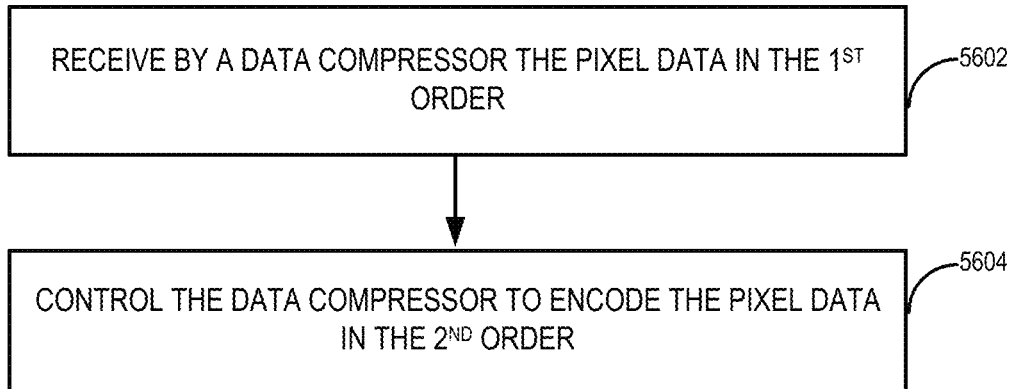 RECEIVE BY A DATA COMPRESSOR THE PIXEL DATA IN THE 1ST
ORDER
5602
CONTROL THE DATA COMPRESSOR TO ENCODE THE PIXEL DATA
IN THE 2ND ORDER
5604